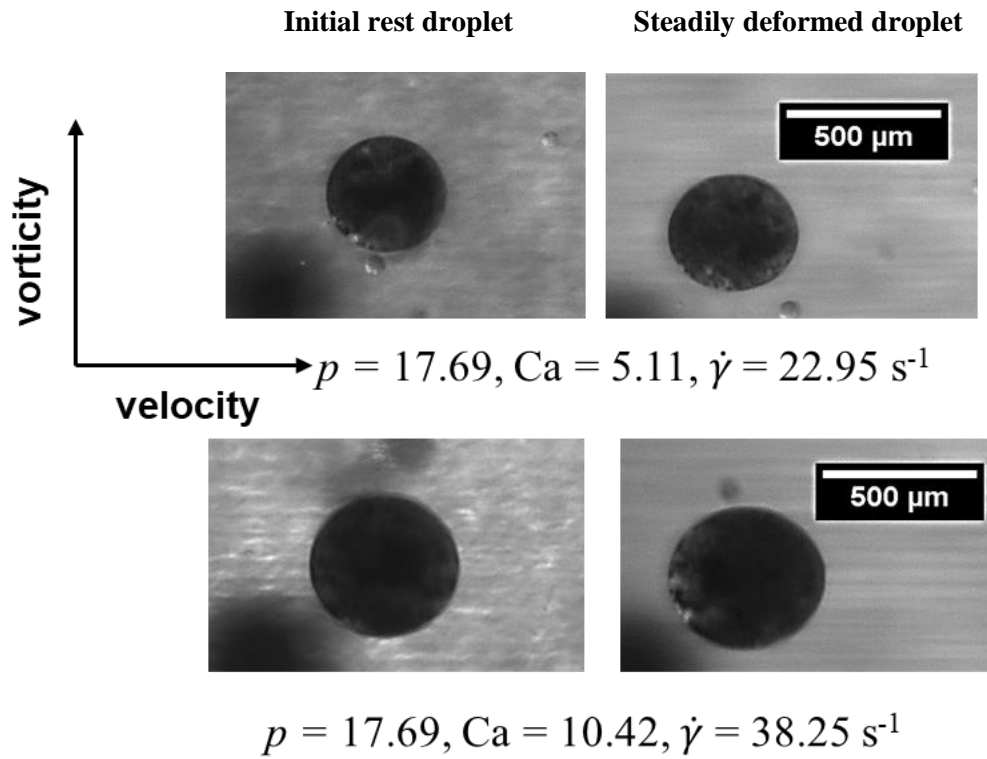 Initial rest droplet
Steadily deformed droplet
500 µm
vorticity
velocity
p = 17.69, Ca = 5.11, γ̇ = 22.95 s⁻¹
500 µm
p = 17.69, Ca = 10.42, γ̇ = 38.25 s⁻¹